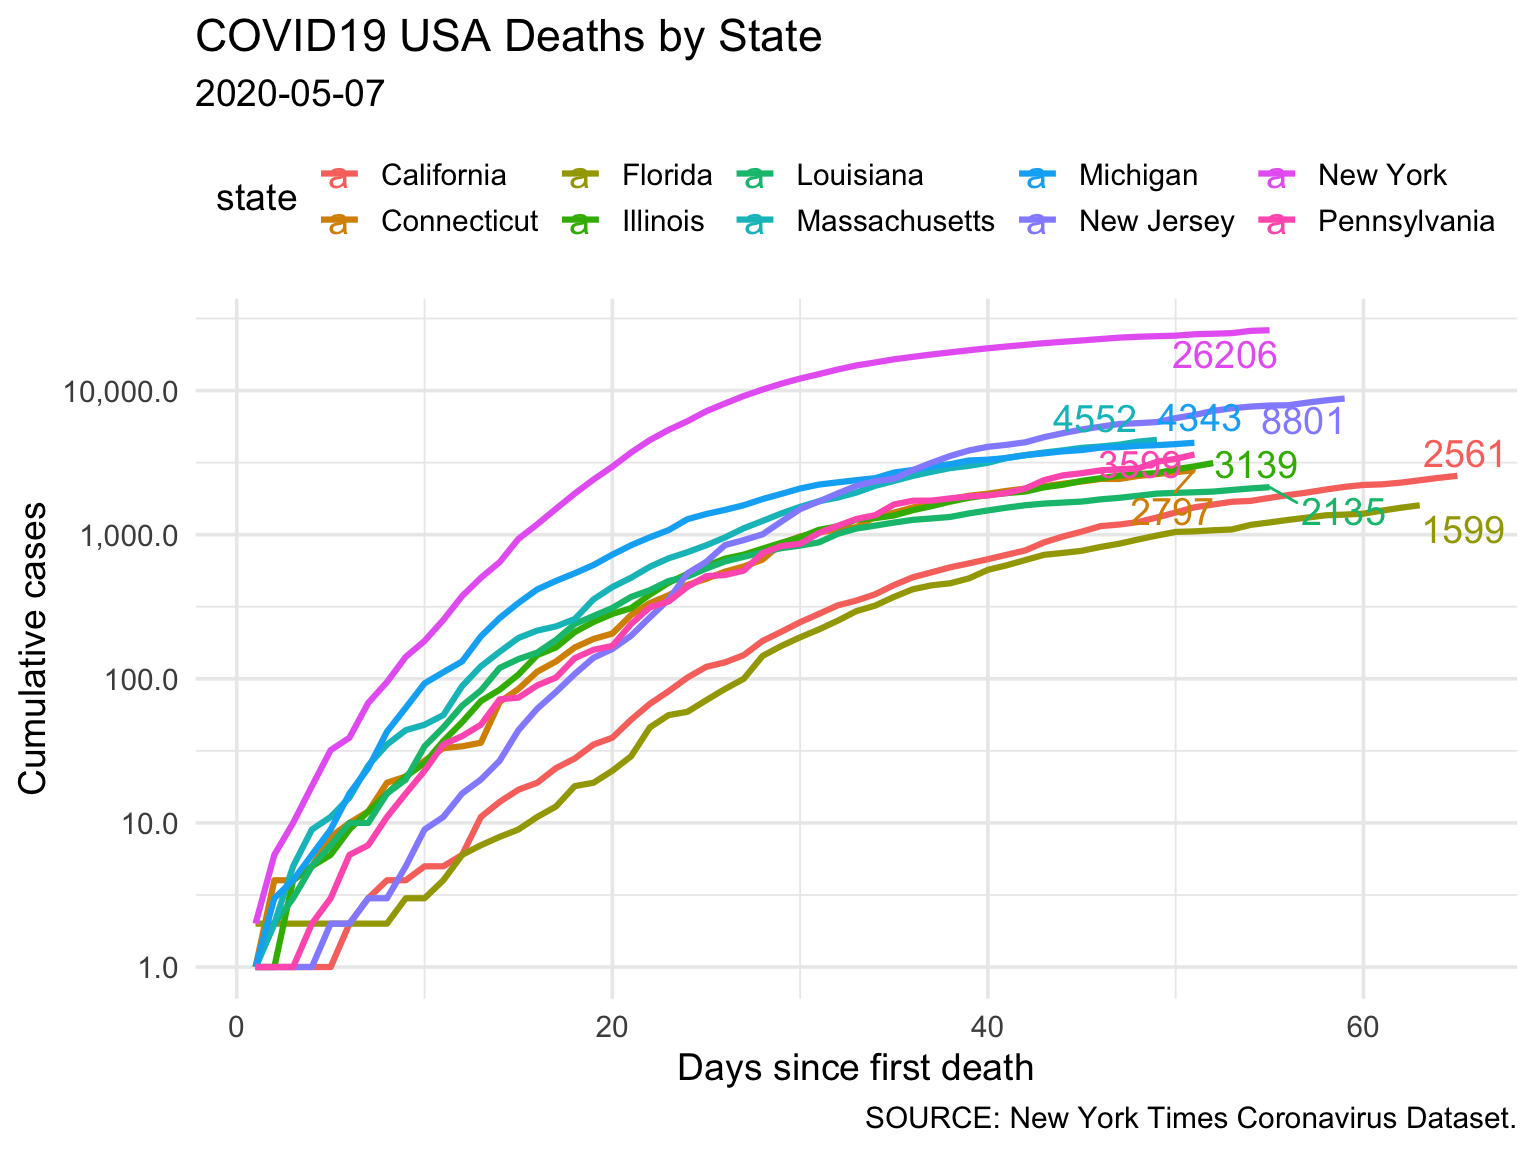 COVID19 USA Deaths by State
2020-05-07
state
a California a Florida a Louisiana a Michigan a New York
a Connecticut a Illinois a Massachusetts a New Jersey a Pennsylvania
26206
4552 4343 8801
3599 3139 2561
2797 2135 1599
10,000.0
1,000.0
100.0
10.0
1.0
Cumulative cases
0 20 40 60
Days since first death
SOURCE: New York Times Coronavirus Dataset.